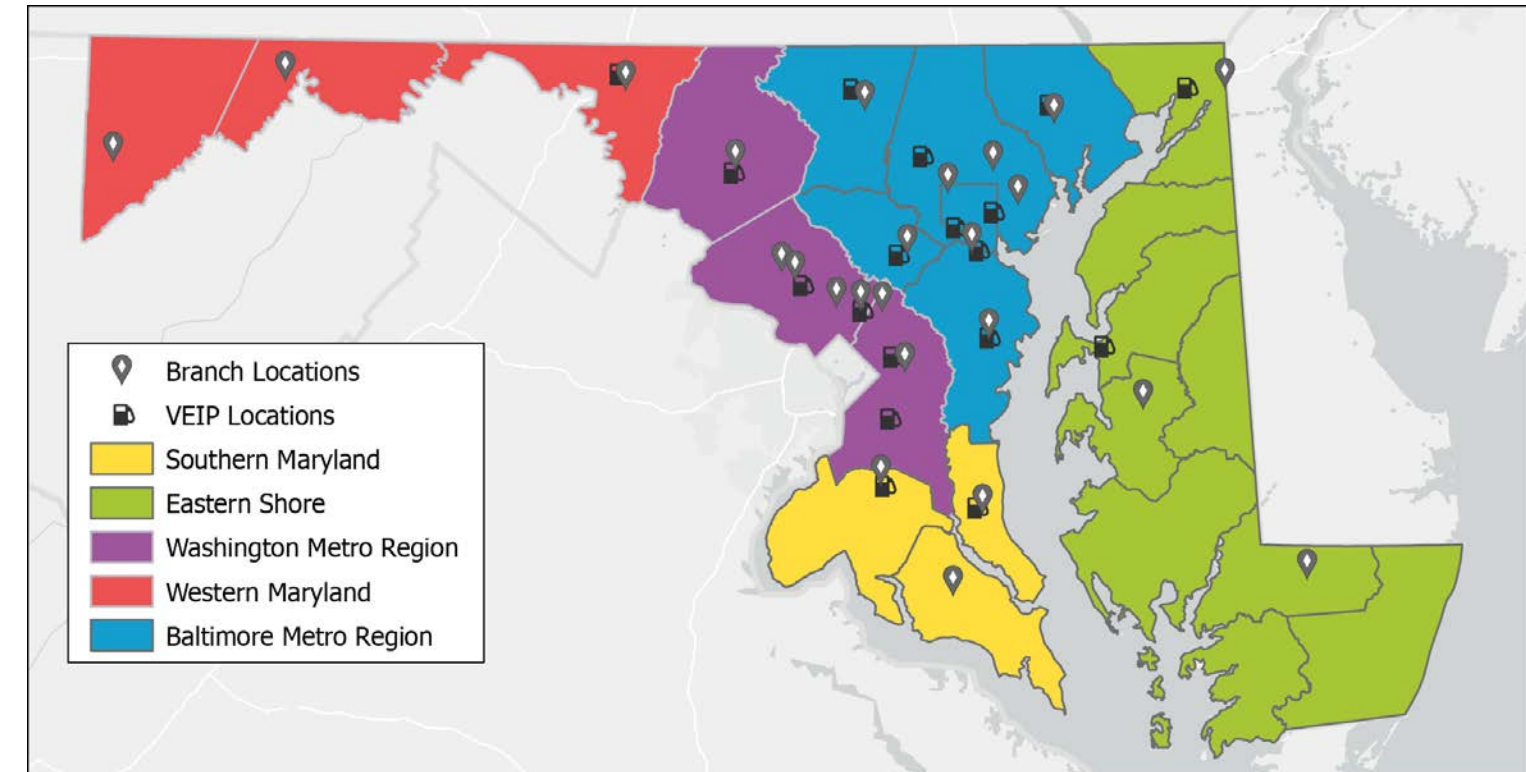 Branch Locations
VEIP Locations
Southern Maryland
Eastern Shore
Washington Metro Region
Western Maryland
Baltimore Metro Region